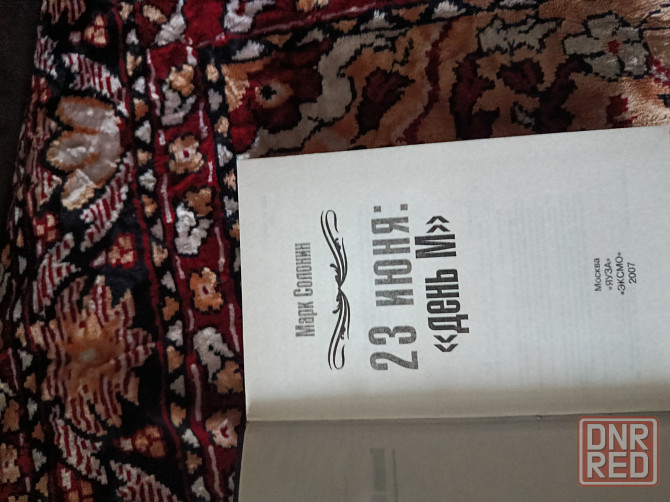 Марк Солонин
23 июня:
«день М»
Москва
«ЯУЗА»
«ЭКСМО»
2007
DNR
RED